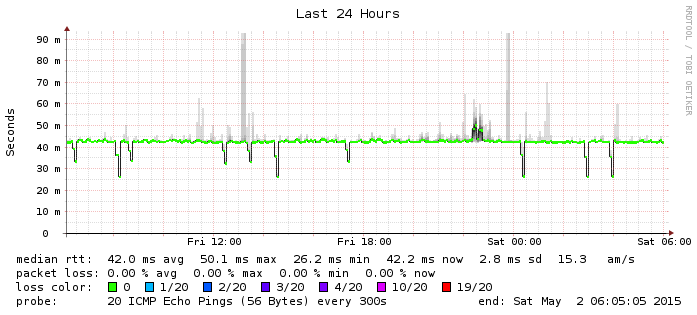 Last 24 Hours
RRDTOOL / TOBI OETIKER
Seconds
90 m
80 m
70 m
60 m
50 m
40 m
30 m
20 m
10 m
0
Fri 12:00 Fri 18:00 Sat 00:00 Sat 06:00
median rtt: 42.0 ms avg 50.1 ms max 26.2 ms min 42.2 ms now 2.8 ms sd 15.3 am/s
packet loss: 0.00 % avg 0.00 % max 0.00 % min 0.00 % now
loss color: 0 1/20 2/20 3/20 4/20 10/20 19/20
probe: 20 ICMP Echo Pings (56 Bytes) every 300s end: Sat May 2 06:05:05 2015